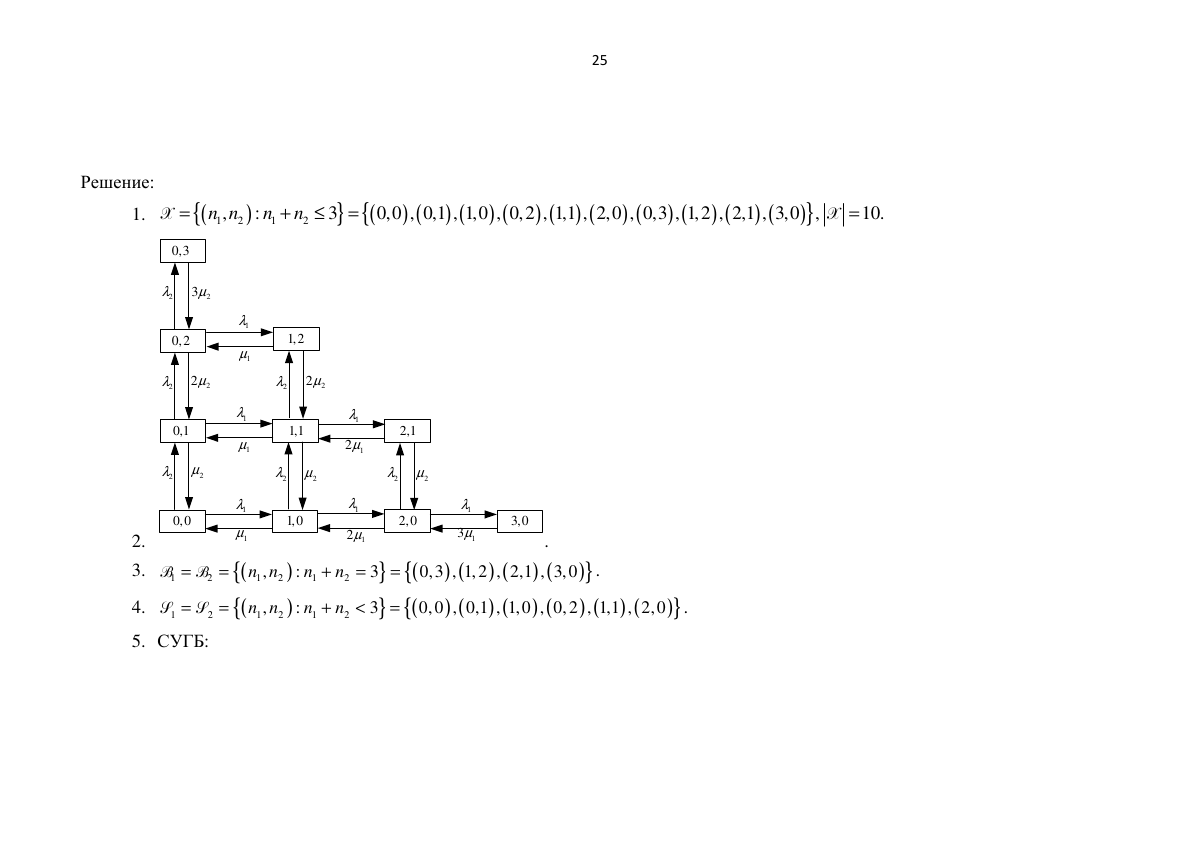 25
Решение:
1. 𝒳 = {(n₁,n₂): n₁ + n₂ ≤ 3} = {(0,0),(0,1),(1,0),(0,2),(1,1),(2,0),(0,3),(1,2),(2,1),(3,0)}, |𝒳| = 10.
0,3
λ₂ 3μ₂
λ₁
0,2 1,2
μ₁
λ₂ 2μ₂ λ₂ 2μ₂
λ₁ λ₁
0,1 1,1 2,1
μ₁ 2μ₁
λ₂ μ₂ λ₂ μ₂ λ₂ μ₂
λ₁ λ₁ λ₁
0,0 1,0 2,0 3,0
μ₁ 2μ₁ 3μ₁
2. .
3. ℬ₁ = ℬ₂ = {(n₁,n₂): n₁ + n₂ = 3} = {(0,3),(1,2),(2,1),(3,0)}.
4. 𝒮₁ = 𝒮₂ = {(n₁,n₂): n₁ + n₂ < 3} = {(0,0),(0,1),(1,0),(0,2),(1,1),(2,0)}.
5. СУГБ: